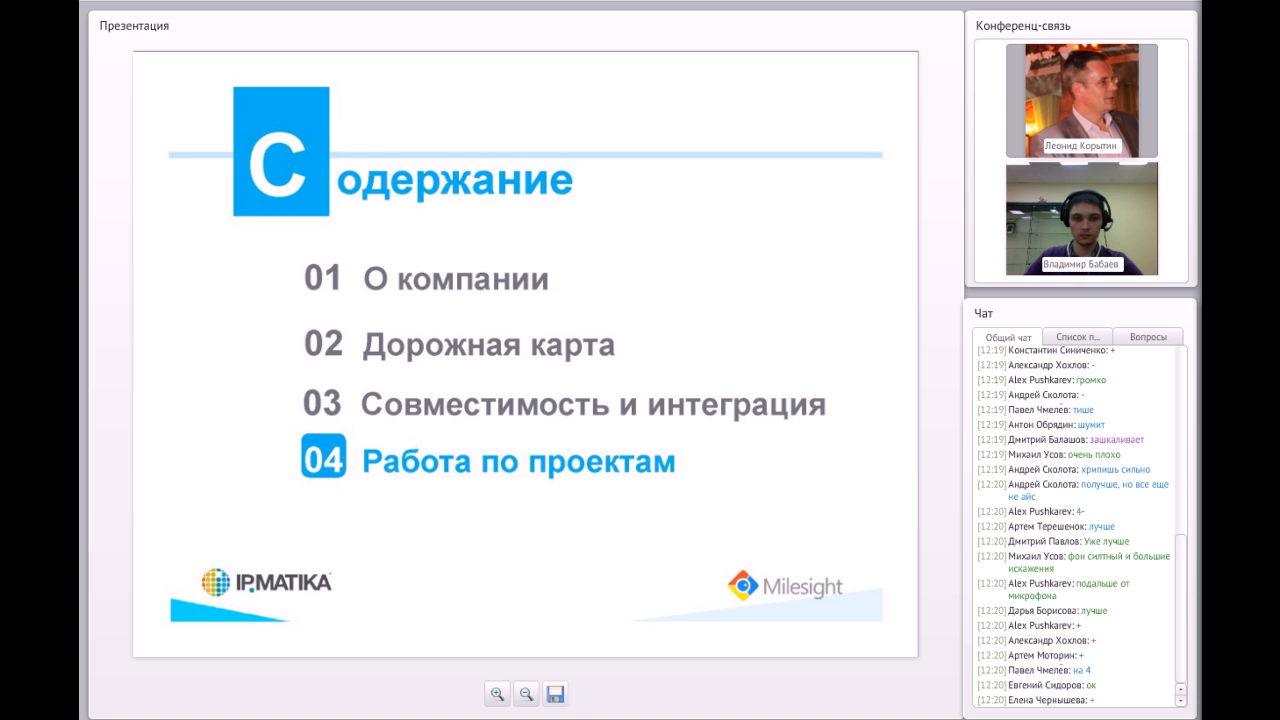 Презентация
Содержание
01 О компании
02 Дорожная карта
03 Совместимость и интеграция
04 Работа по проектам
IPMATIKA
Milesight
Конференц-связь
Леонид Корытин
Владимир Бабаев
Чат
Общий чат
Список п...
Вопросы
[12:19] Константин Синиченко: +
[12:19] Александр Хохлов: -
[12:19] Alex Pushkarev: громко
[12:19] Андрей Сколота: -
[12:19] Павел Чмелёв: тише
[12:19] Антон Обрядин: шумит
[12:19] Дмитрий Балашов: зашкаливает
[12:19] Михаил Усов: очень плохо
[12:19] Андрей Сколота: хрипишь сильно
[12:20] Андрей Сколота: получше, но все еще
не айс
[12:20] Alex Pushkarev: 4-
[12:20] Артем Терешенок: лучше
[12:20] Дмитрий Павлов: Уже лучше
[12:20] Михаил Усов: фон силтный и большие
искажения
[12:20] Alex Pushkarev: подальше от
микрофона
[12:20] Дарья Борисова: лучше
[12:20] Alex Pushkarev: +
[12:20] Александр Хохлов: +
[12:20] Артем Моторин: +
[12:20] Павел Чмелёв: на 4
[12:20] Евгений Сидоров: ок
[12:20] Елена Чернышева: +